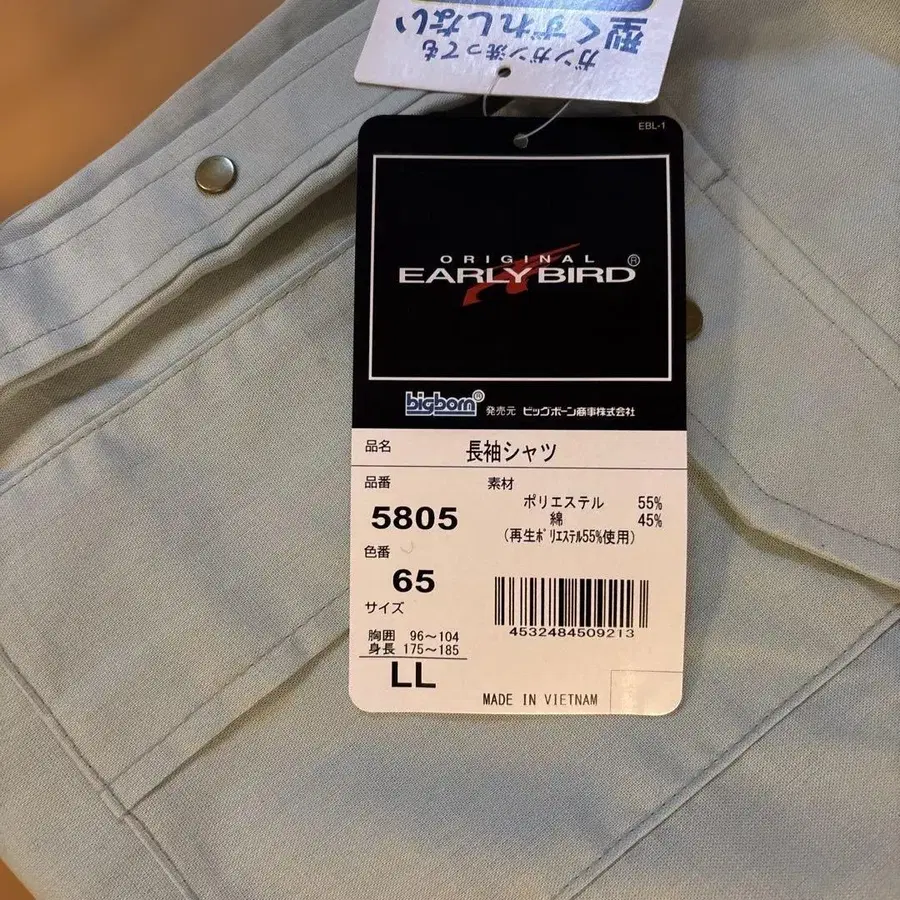 ガンガン洗っても
型くずれしない
EBL-1
ORIGINAL
EARLY BIRD®
bigborn® 発売元 ビッグボーン商事株式会社
品名 長袖シャツ
品番 素材
5805 ポリエステル 55%
綿 45%
(再生ポリエステル55%使用)
色番
65
サイズ
胸囲 96〜104
身長 175〜185
LL
4532484509213
MADE IN VIETNAM